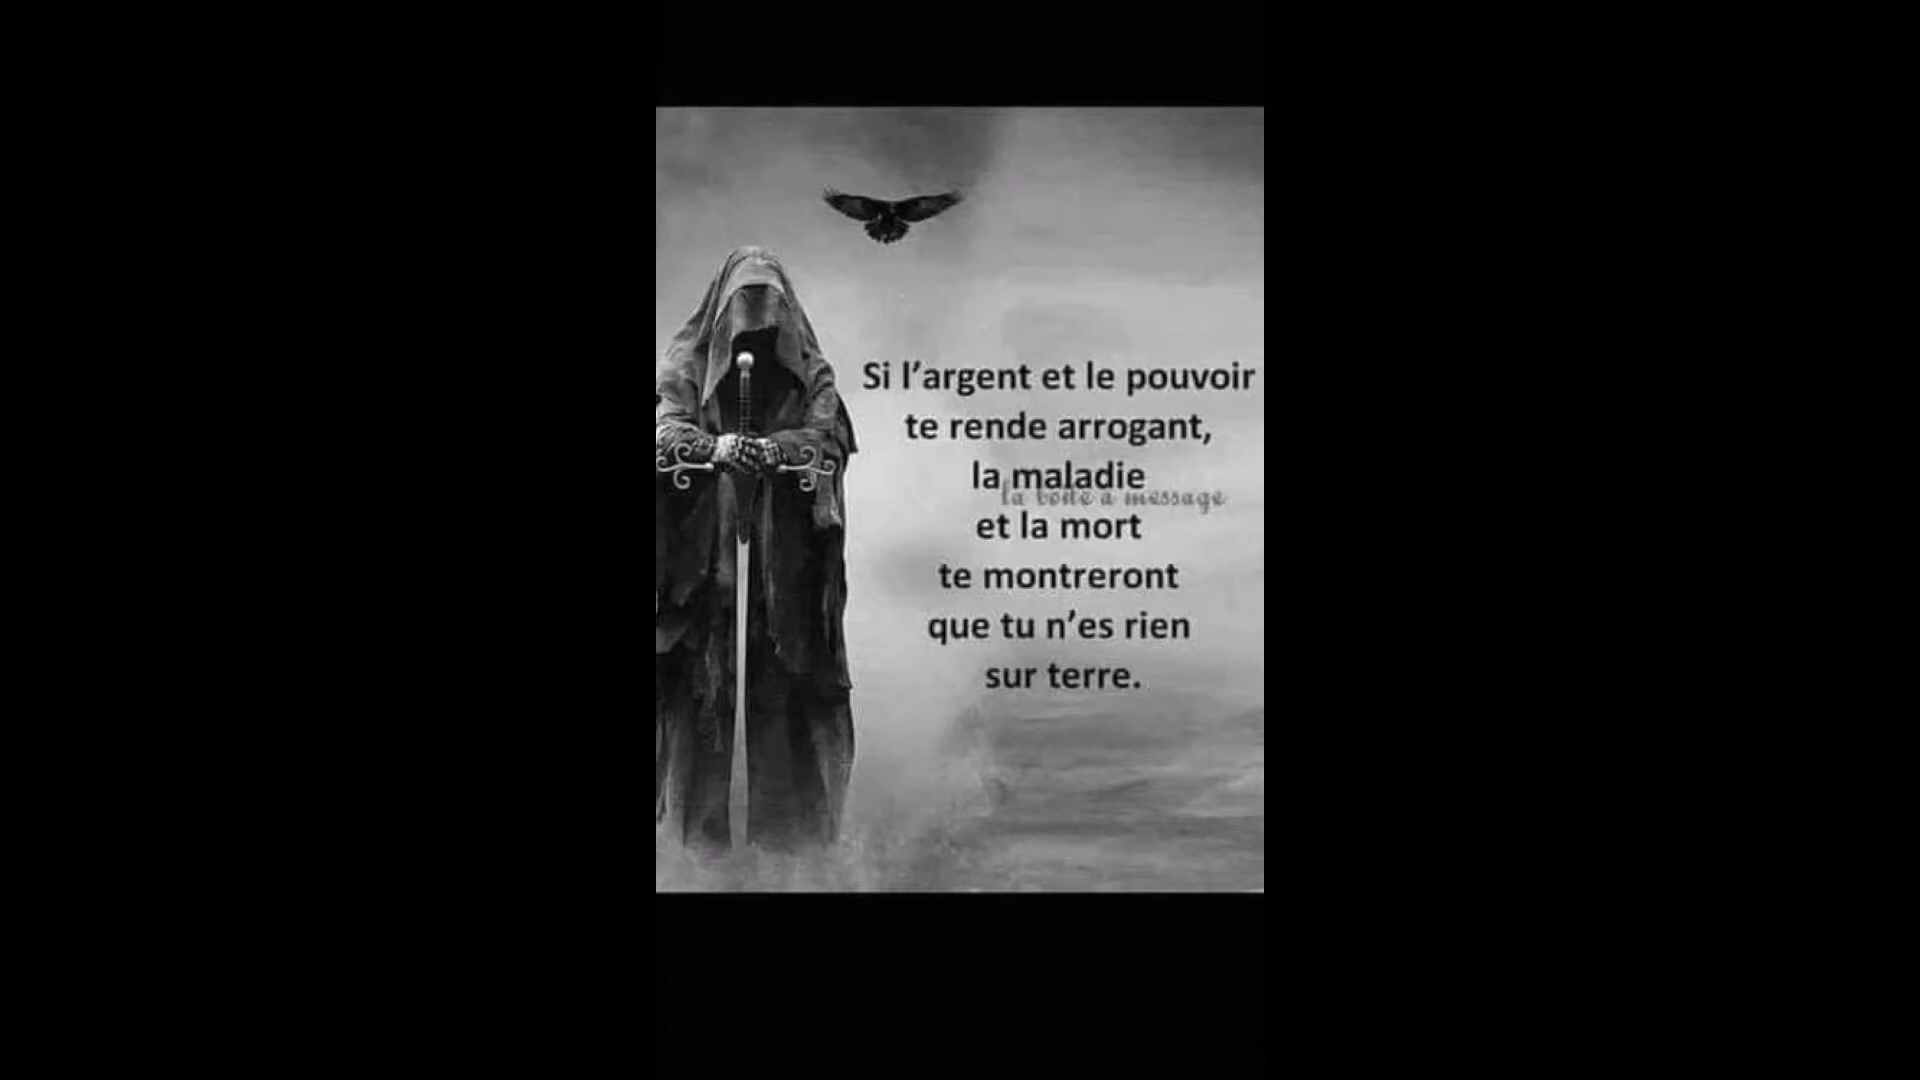 Si l’argent et le pouvoir
te rende arrogant,
la maladie
la boite a message
et la mort
te montreront
que tu n’es rien
sur terre.